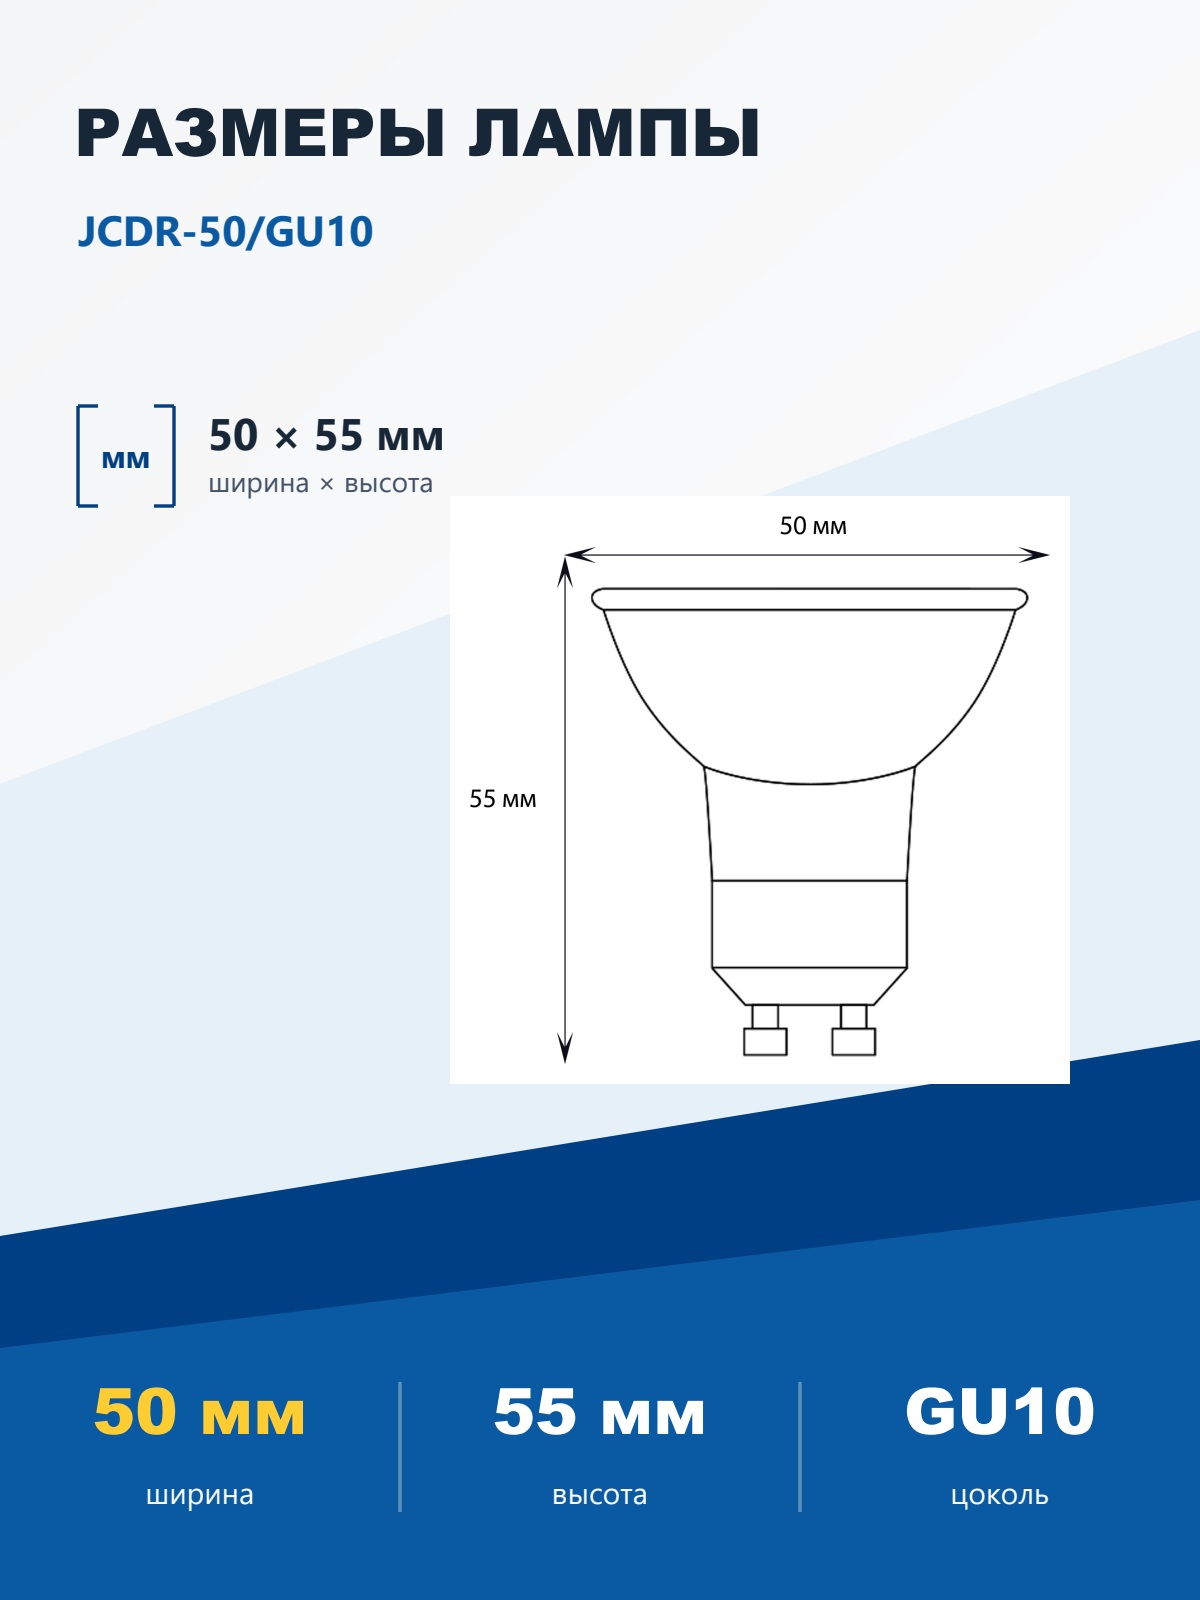 РАЗМЕРЫ ЛАМПЫ
JCDR-50/GU10
мм
50 × 55 мм
ширина × высота
50 мм
55 мм
50 мм
ширина
55 мм
высота
GU10
цоколь